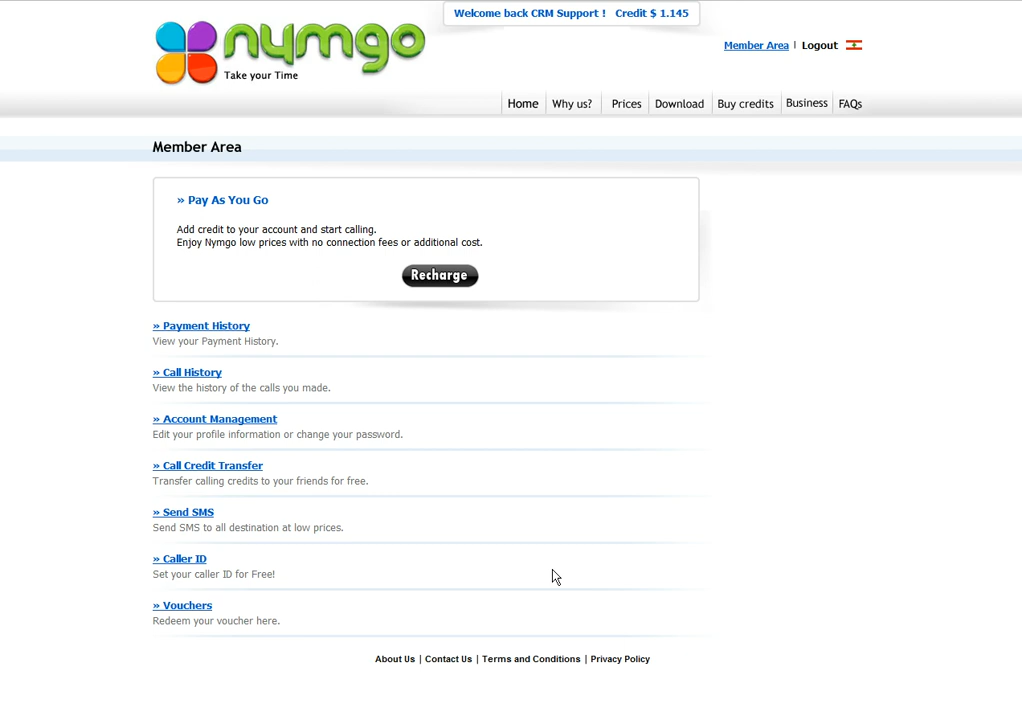 Welcome back CRM Support ! Credit $ 1.145
nymgo
Take your Time
Member Area | Logout
Home Why us? Prices Download Buy credits Business FAQs
Member Area
» Pay As You Go
Add credit to your account and start calling.
Enjoy Nymgo low prices with no connection fees or additional cost.
Recharge
» Payment History
View your Payment History.
» Call History
View the history of the calls you made.
» Account Management
Edit your profile information or change your password.
» Call Credit Transfer
Transfer calling credits to your friends for free.
» Send SMS
Send SMS to all destination at low prices.
» Caller ID
Set your caller ID for Free!
» Vouchers
Redeem your voucher here.
About Us | Contact Us | Terms and Conditions | Privacy Policy